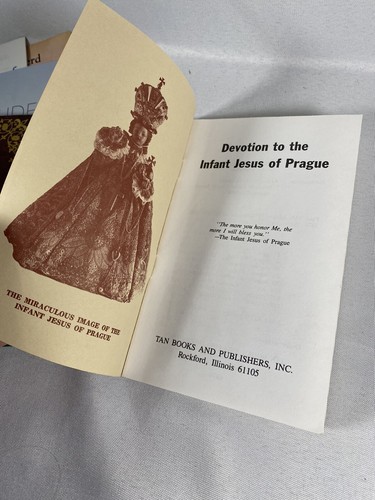 THE MIRACULOUS IMAGE OF THE
INFANT JESUS OF PRAGUE
Devotion to the
Infant Jesus of Prague
"The more you honor Me, the
more I will bless you."
—The Infant Jesus of Prague
TAN BOOKS AND PUBLISHERS, INC.
Rockford, Illinois 61105